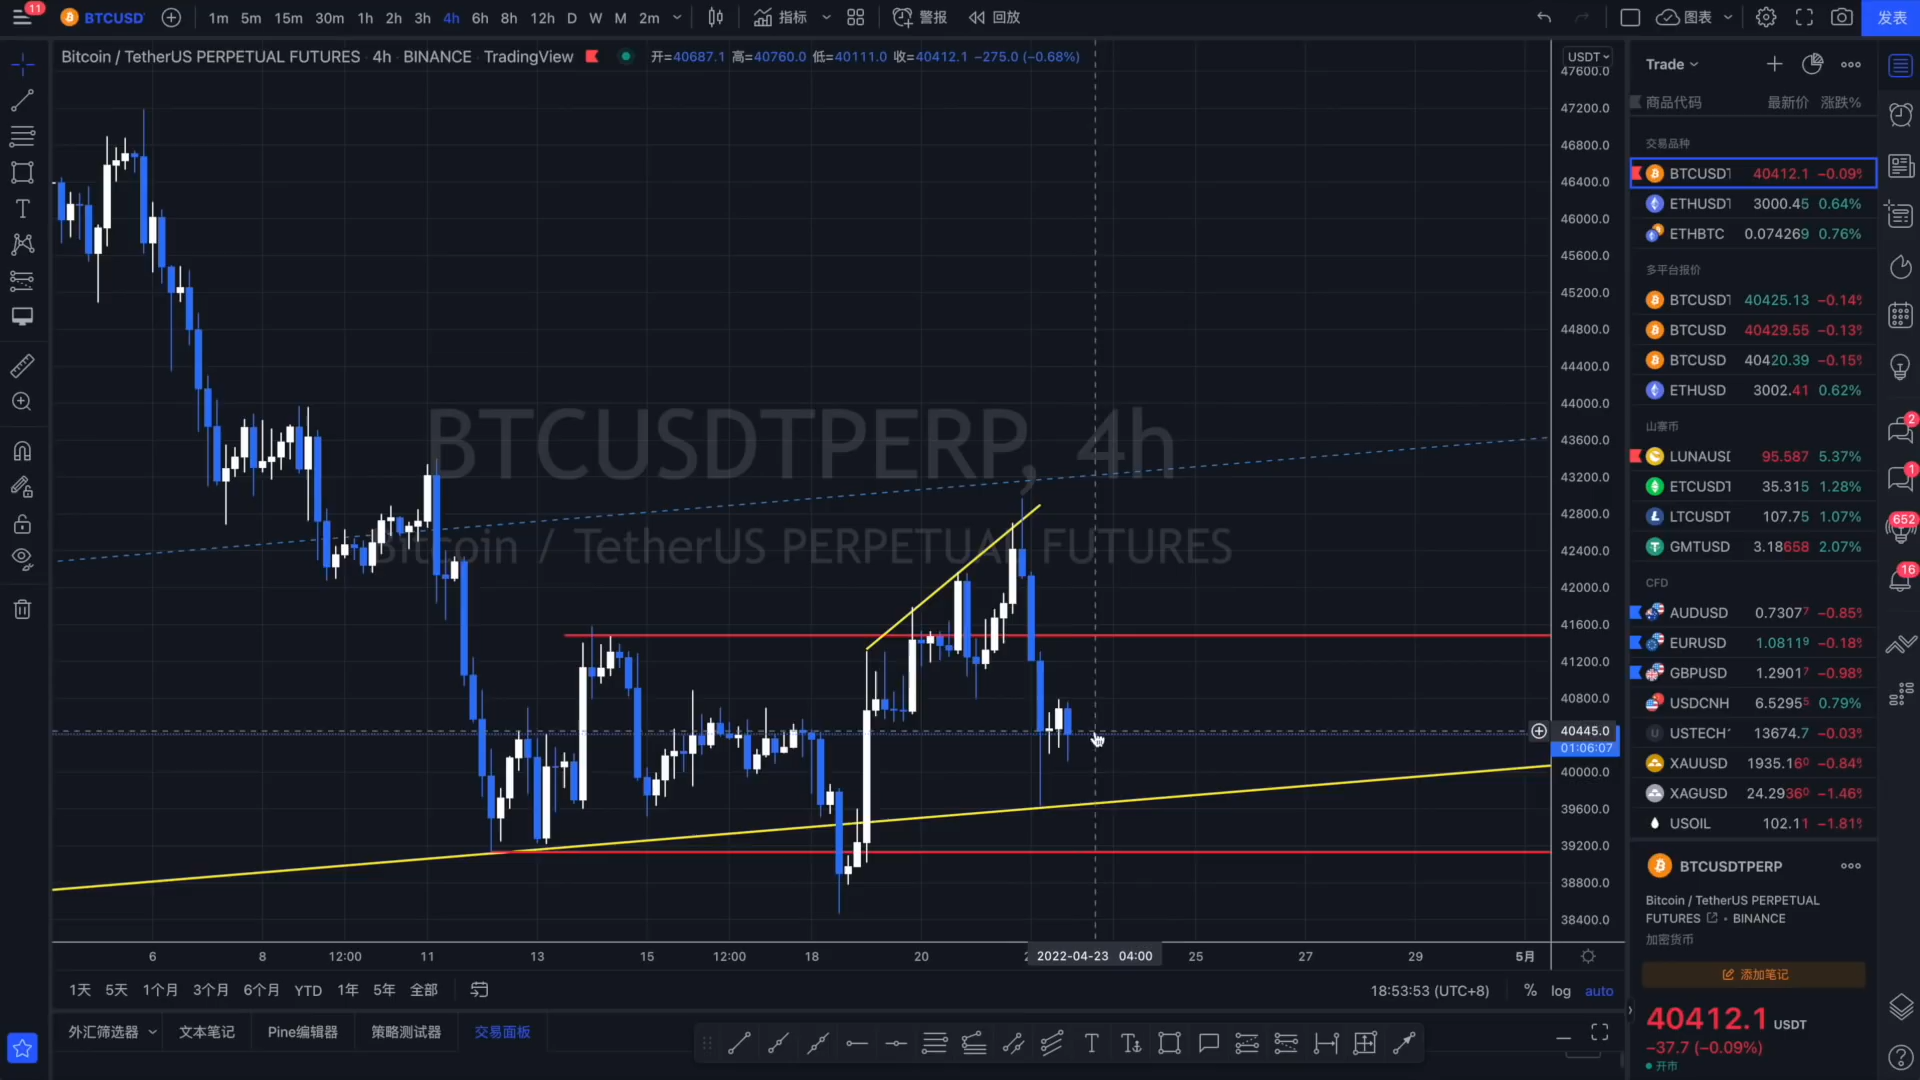 11
BTCUSD
1m 5m 15m 30m 1h 2h 3h 4h 6h 8h 12h D W M 2m
指标
警报
回放
图表
发表
Bitcoin / TetherUS PERPETUAL FUTURES · 4h · BINANCE · TradingView
开=40687.1 高=40760.0 低=40111.0 收=40412.1 −275.0 (−0.68%)
USDT
47600.0
47200.0
46800.0
46400.0
46000.0
45600.0
45200.0
44800.0
44400.0
44000.0
43600.0
43200.0
42800.0
42400.0
42000.0
41600.0
41200.0
40800.0
40445.0
01:06:07
40000.0
39600.0
39200.0
38800.0
38400.0
BTCUSDTPERP, 4h
Bitcoin / TetherUS PERPETUAL FUTURES
6 8 12:00 11 13 15 12:00 18 20 2022-04-23 04:00 25 27 29 5月
1天 5天 1个月 3个月 6个月 YTD 1年 5年 全部
18:53:53 (UTC+8) % log auto
外汇筛选器 文本笔记 Pine编辑器 策略测试器 交易面板
Trade
商品代码 最新价 涨跌%
交易品种
BTCUSDT 40412.1 −0.09%
ETHUSDT 3000.45 0.64%
ETHBTC 0.074269 0.76%
多平台报价
BTCUSDT 40425.13 −0.14%
BTCUSD 40429.55 −0.13%
BTCUSD 40420.39 −0.15%
ETHUSD 3002.41 0.62%
山寨币
LUNAUSD 95.587 5.37%
ETCUSDT 35.315 1.28%
LTCUSDT 107.75 1.07%
GMTUSD 3.18658 2.07%
CFD
AUDUSD 0.73077 −0.85%
EURUSD 1.08119 −0.18%
GBPUSD 1.29017 −0.98%
USDCNH 6.52955 0.79%
USTECH 13674.7 −0.03%
XAUUSD 1935.160 −0.84%
XAGUSD 24.29360 −1.46%
USOIL 102.11 −1.81%
BTCUSDTPERP
Bitcoin / TetherUS PERPETUAL
FUTURES · BINANCE
加密货币
添加笔记
40412.1 USDT
−37.7 (−0.09%)
开市
2
1
652
16